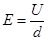 E = U/d